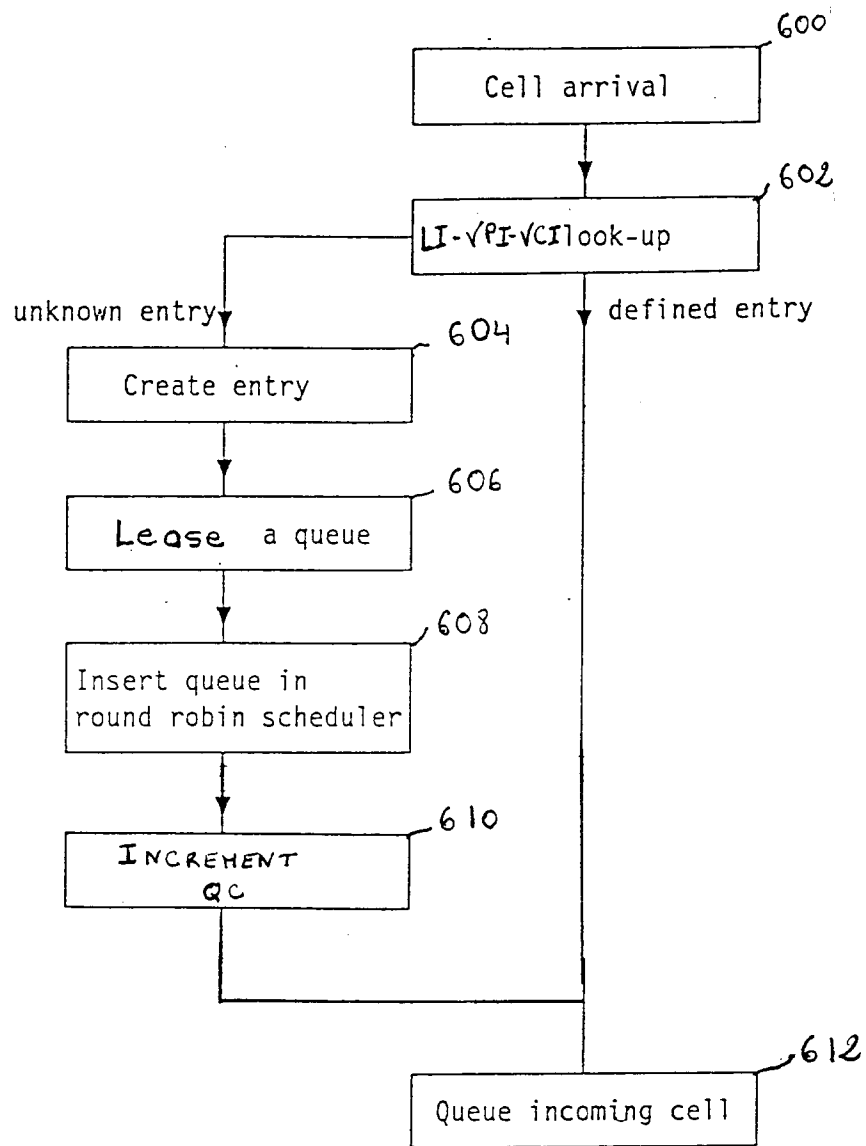 600
Cell arrival
602
LI-VPI-VCI look-up
unknown entry
defined entry
604
Create entry
606
Lease a queue
608
Insert queue in
round robin scheduler
610
INCREMENT
QC
612
Queue incoming cell